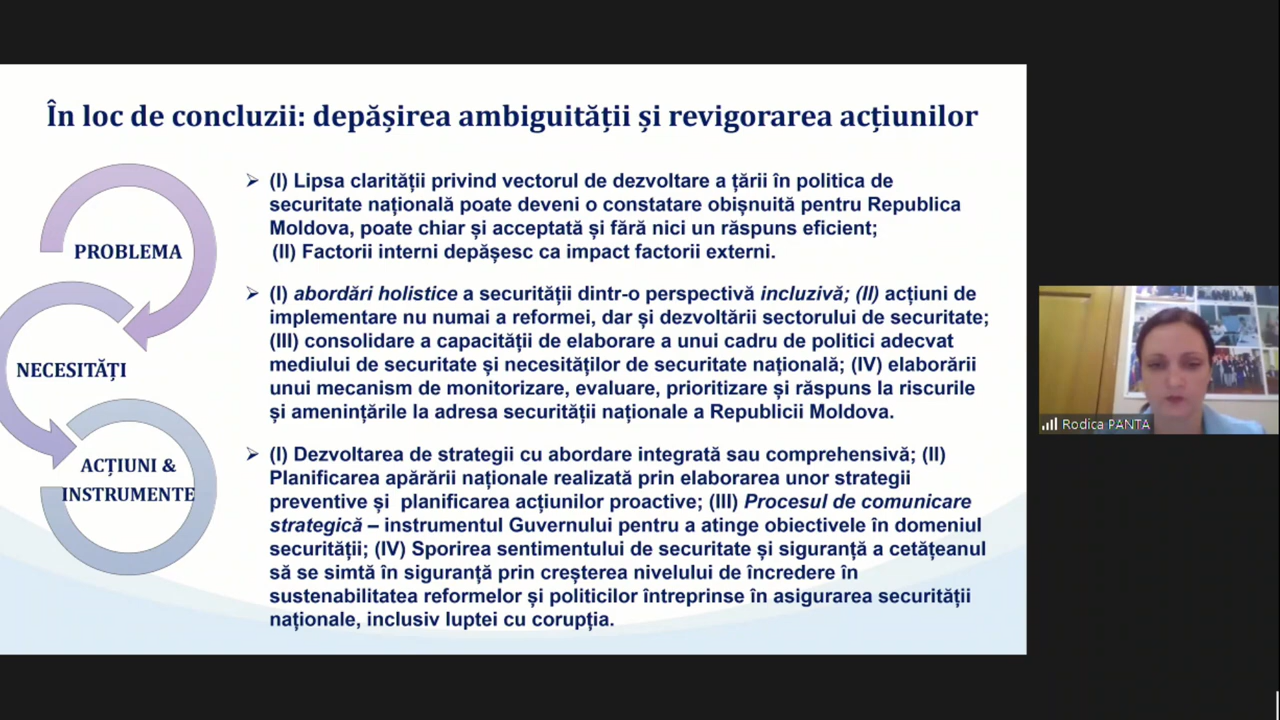 În loc de concluzii: depășirea ambiguității și revigorarea acțiunilor
PROBLEMA
➢ (I) Lipsa clarității privind vectorul de dezvoltare a țării în politica de
securitate națională poate deveni o constatare obișnuită pentru Republica
Moldova, poate chiar și acceptată și fără nici un răspuns eficient;
(II) Factorii interni depășesc ca impact factorii externi.
NECESITĂȚI
➢ (I) abordări holistice a securității dintr-o perspectivă incluzivă; (II) acțiuni de
implementare nu numai a reformei, dar și dezvoltării sectorului de securitate;
(III) consolidare a capacității de elaborare a unui cadru de politici adecvat
mediului de securitate și necesităților de securitate națională; (IV) elaborării
unui mecanism de monitorizare, evaluare, prioritizare și răspuns la riscurile
și amenințările la adresa securității naționale a Republicii Moldova.
ACȚIUNI &
INSTRUMENTE
➢ (I) Dezvoltarea de strategii cu abordare integrată sau comprehensivă; (II)
Planificarea apărării naționale realizată prin elaborarea unor strategii
preventive și planificarea acțiunilor proactive; (III) Procesul de comunicare
strategică – instrumentul Guvernului pentru a atinge obiectivele în domeniul
securității; (IV) Sporirea sentimentului de securitate și siguranță a cetățeanul
să se simtă în siguranță prin creșterea nivelului de încredere în
sustenabilitatea reformelor și politicilor întreprinse în asigurarea securității
naționale, inclusiv luptei cu corupția.
Rodica PANTA